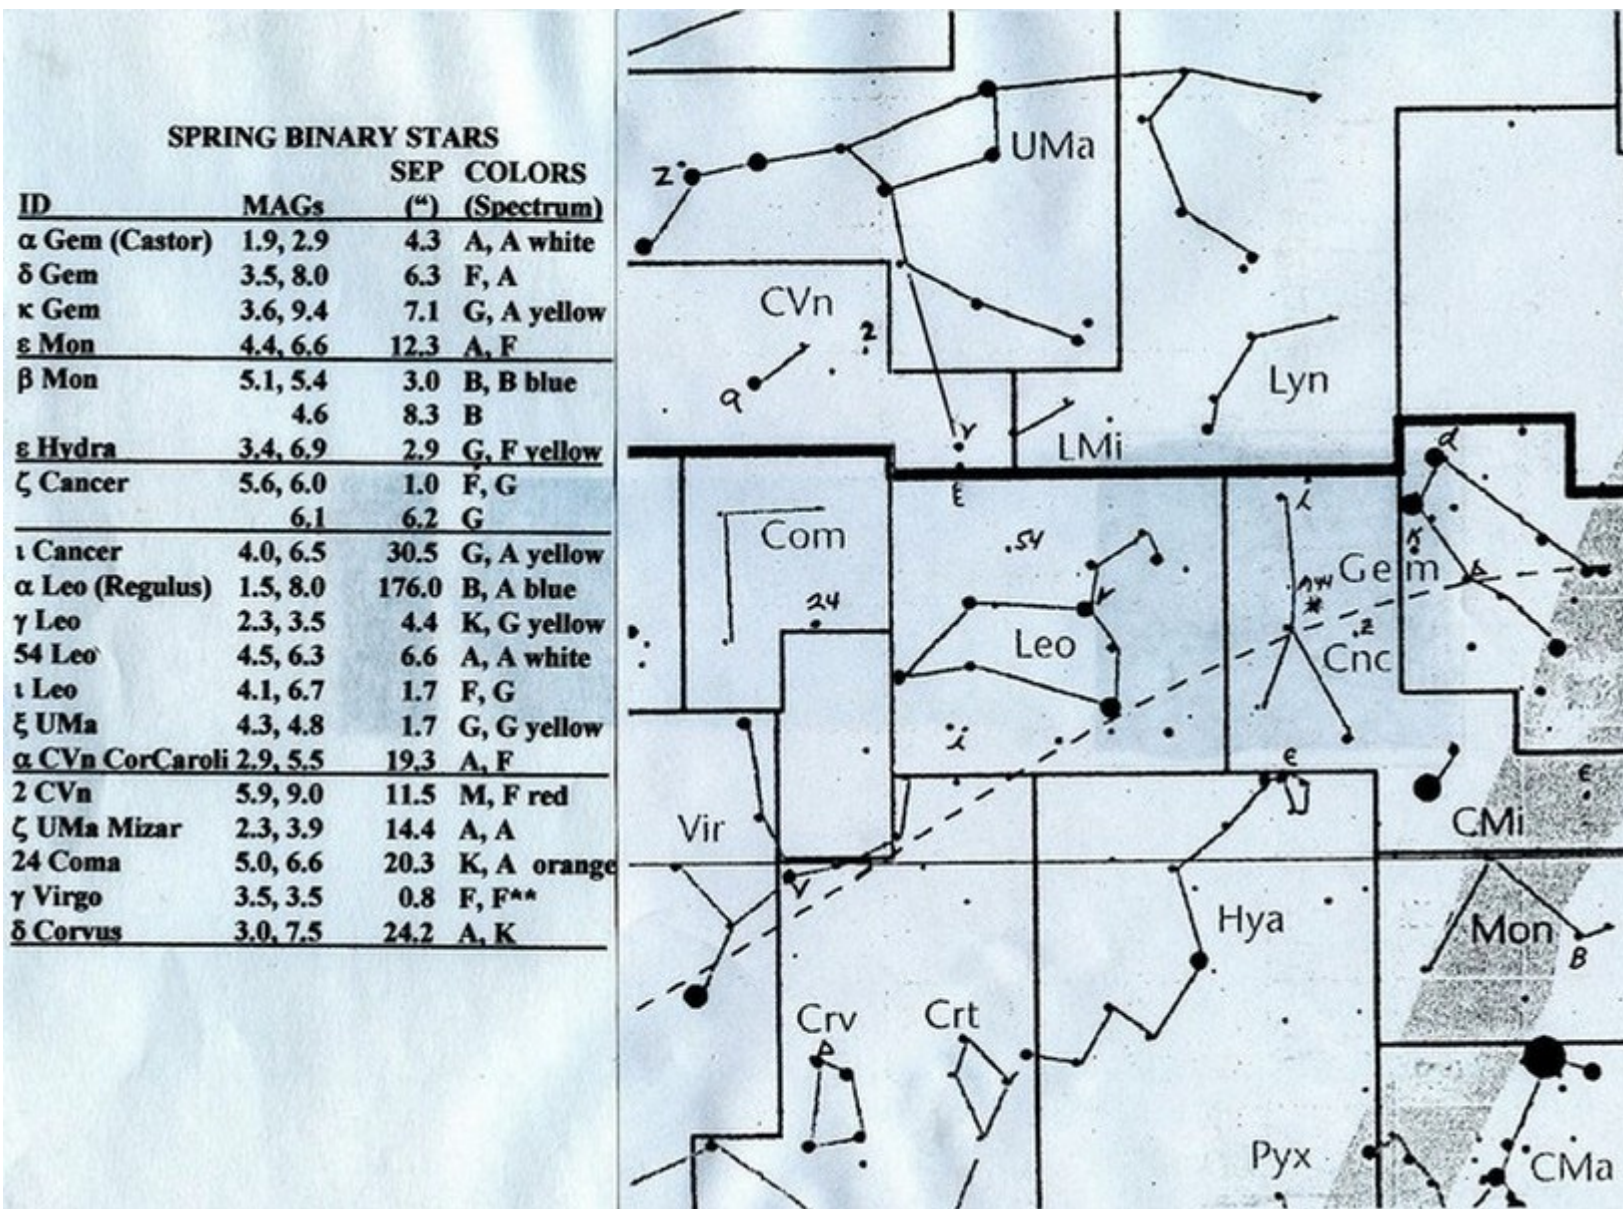 SPRING BINARY STARS
SEP COLORS
ID MAGs (“) (Spectrum)
α Gem (Castor) 1.9, 2.9 4.3 A, A white
δ Gem 3.5, 8.0 6.3 F, A
κ Gem 3.6, 9.4 7.1 G, A yellow
ε Mon 4.4, 6.6 12.3 A, F
β Mon 5.1, 5.4 3.0 B, B blue
4.6 8.3 B
ε Hydra 3.4, 6.9 2.9 G, F yellow
ζ Cancer 5.6, 6.0 1.0 F, G
6.1 6.2 G
ι Cancer 4.0, 6.5 30.5 G, A yellow
α Leo (Regulus) 1.5, 8.0 176.0 B, A blue
γ Leo 2.3, 3.5 4.4 K, G yellow
54 Leo 4.5, 6.3 6.6 A, A white
ι Leo 4.1, 6.7 1.7 F, G
ξ UMa 4.3, 4.8 1.7 G, G yellow
α CVn CorCaroli 2.9, 5.5 19.3 A, F
2 CVn 5.9, 9.0 11.5 M, F red
ζ UMa Mizar 2.3, 3.9 14.4 A, A
24 Coma 5.0, 6.6 20.3 K, A orange
γ Virgo 3.5, 3.5 0.8 F, F**
δ Corvus 3.0, 7.5 24.2 A, K
UMa
Z
CVn
2
Lyn
LMi
Com
54
K
Gem
24
Leo
2
Cnc
ε
ε
Vir
CMi
Hya
Mon
B
Crv
Crt
Pyx
CMa